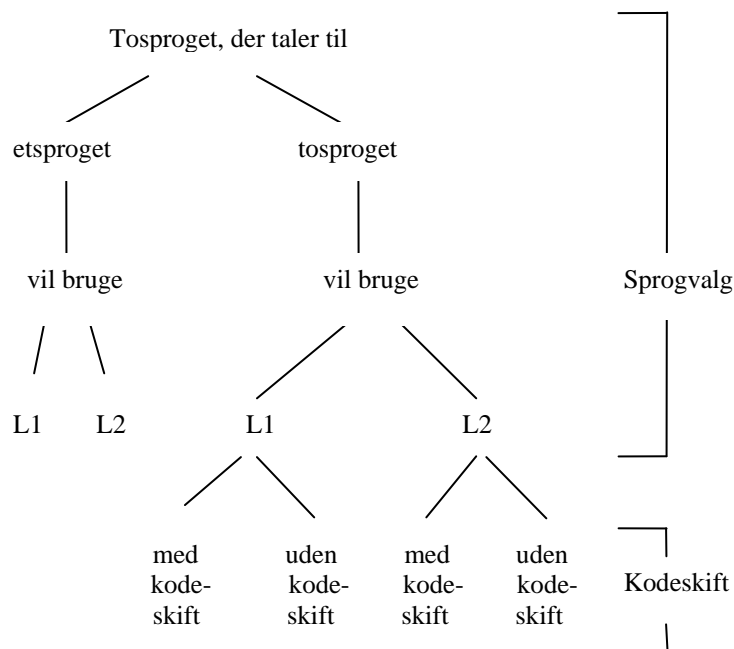 Tosproget, der taler til
etsproget tosproget
vil bruge vil bruge Sprogvalg
L1 L2 L1 L2
med uden med uden
kode- kode- kode- kode- Kodeskift
skift skift skift skift